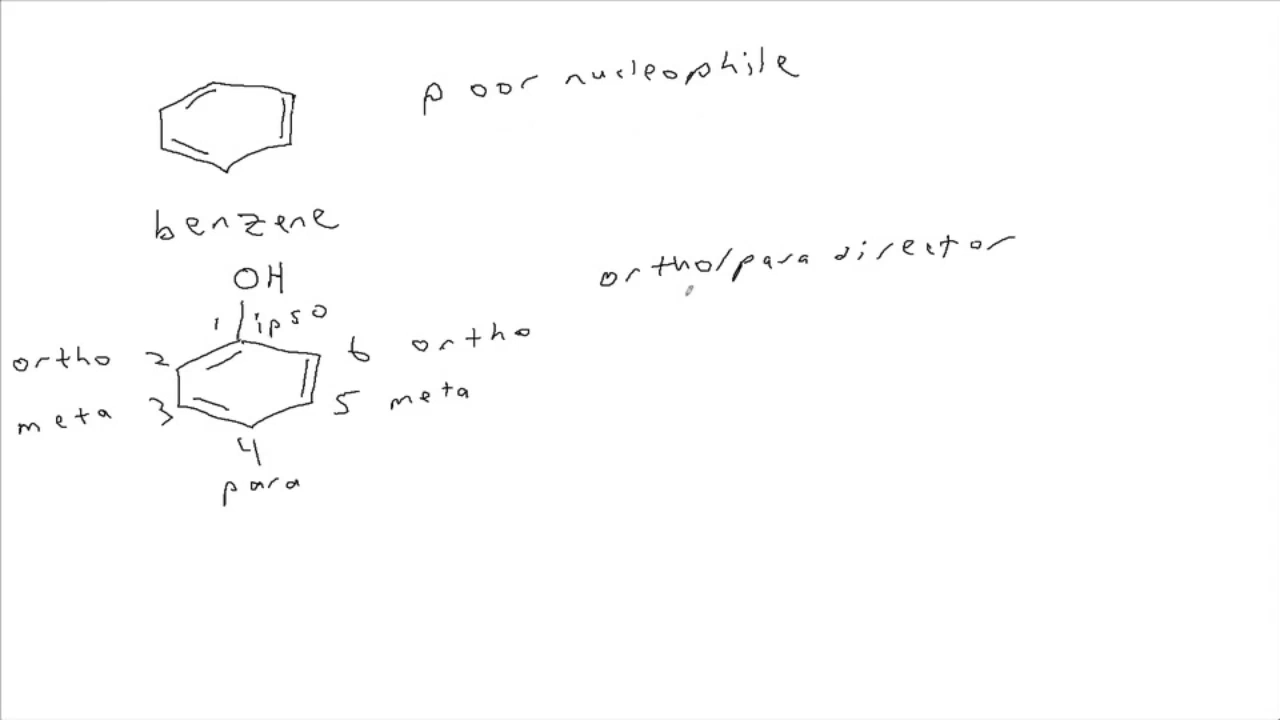 poor nucleophile
benzene
ortho/para director
OH
1 ipso
ortho 2 6 ortho
meta 3 5 meta
4
para